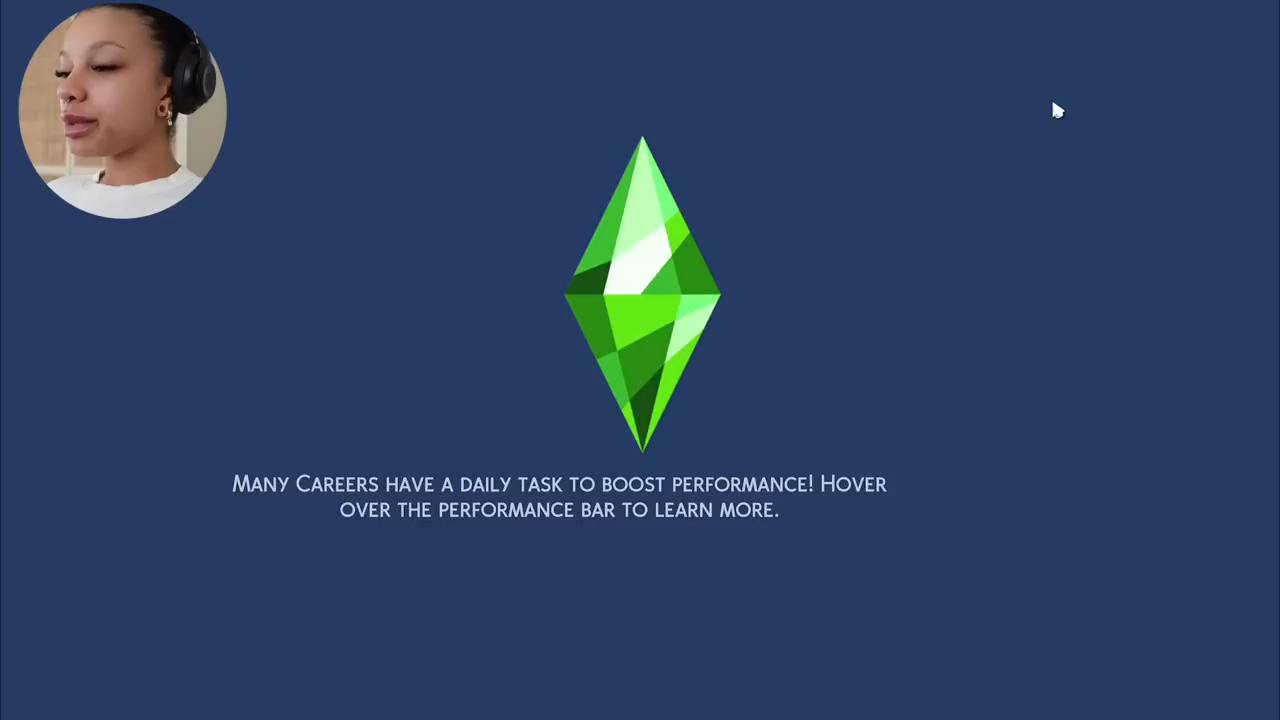 Many Careers have a daily task to boost performance! Hover
over the performance bar to learn more.